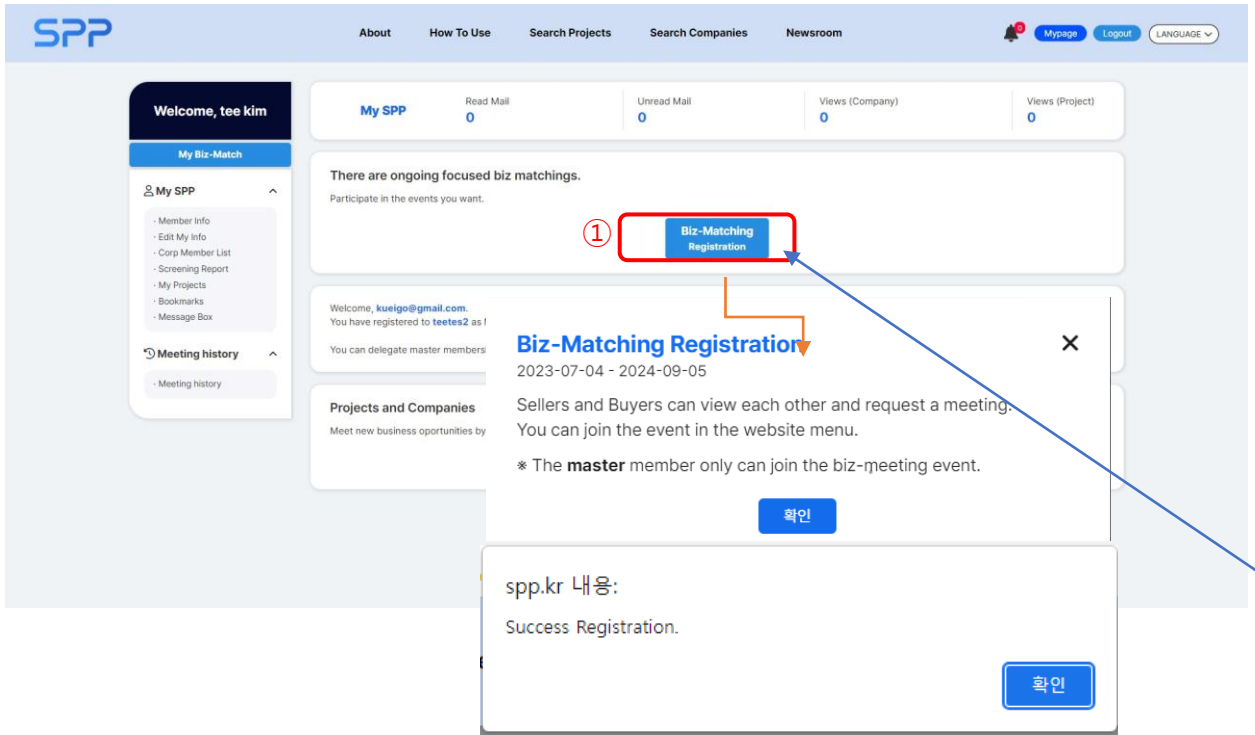 SPP
About
How To Use
Search Projects
Search Companies
Newsroom
0
Mypage
Logout
LANGUAGE
Welcome, tee kim
My Biz-Match
My SPP
· Member Info
· Edit My Info
· Corp Member List
· Screening Report
· My Projects
· Bookmarks
· Message Box
Meeting history
· Meeting history
My SPP
Read Mail
0
Unread Mail
0
Views (Company)
0
Views (Project)
0
There are ongoing focused biz matchings.
Participate in the events you want.
①
Biz-Matching
Registration
Welcome, kueigo@gmail.com.
You have registered to teetes2 as
You can delegate master
Projects and Companies
Meet new business oportunities by
Biz-Matching Registration
2023-07-04 - 2024-09-05
Sellers and Buyers can view each other and request a meeting.
You can join the event in the website menu.
※ The master member only can join the biz-meeting event.
확인
spp.kr 내용:
Success Registration.
확인